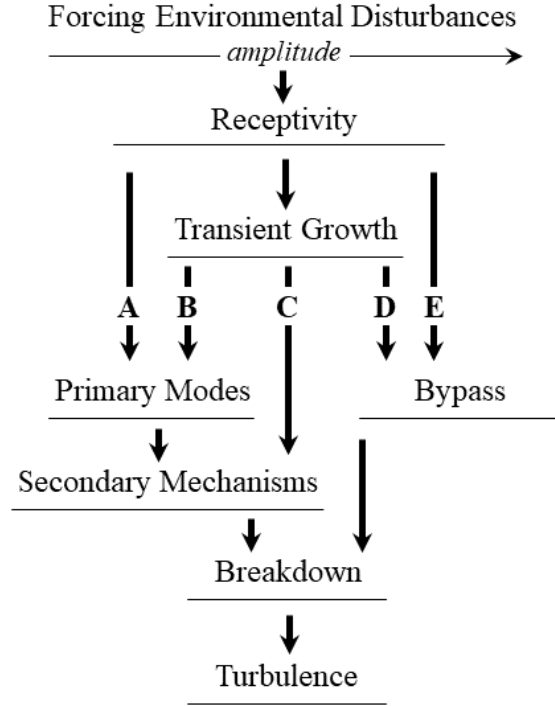 Forcing Environmental Disturbances
amplitude
Receptivity
Transient Growth
A B C D E
Primary Modes Bypass
Secondary Mechanisms
Breakdown
Turbulence